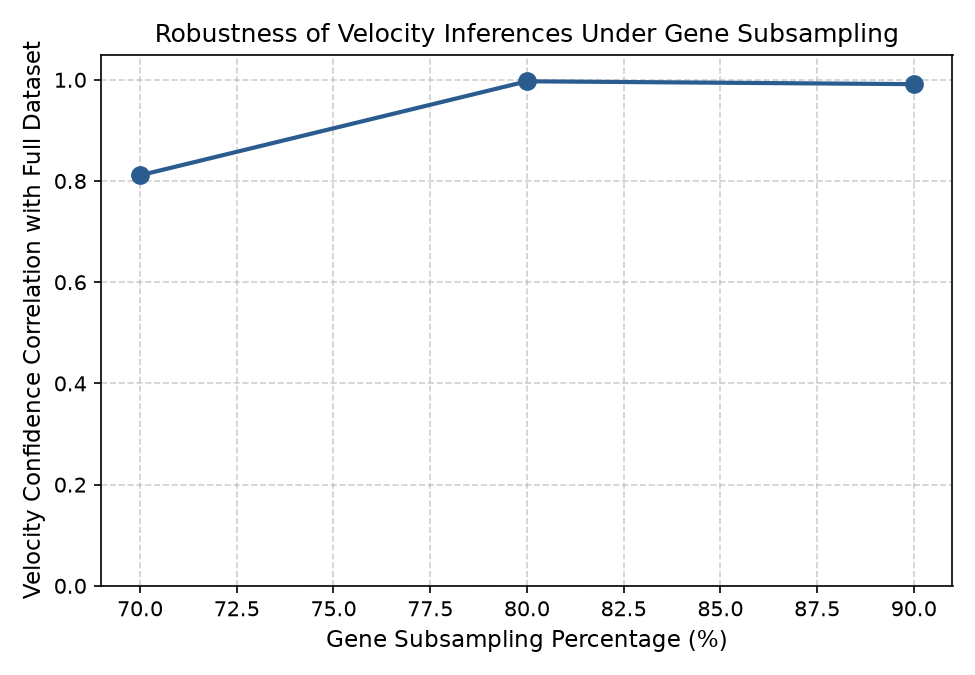 Robustness of Velocity Inferences Under Gene Subsampling
Velocity Confidence Correlation with Full Dataset
1.0
0.8
0.6
0.4
0.2
0.0
70.0 72.5 75.0 77.5 80.0 82.5 85.0 87.5 90.0
Gene Subsampling Percentage (%)